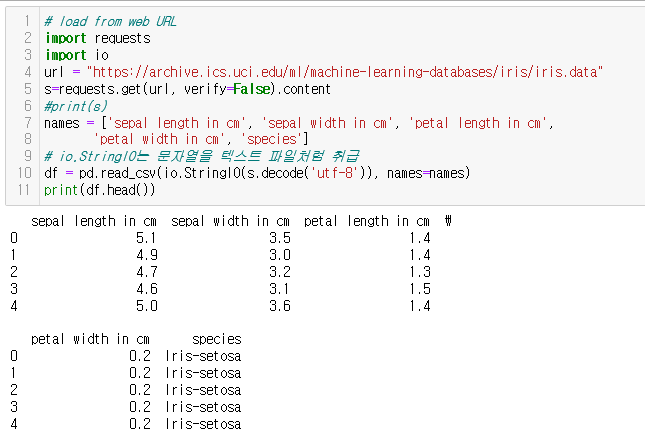 1 # load from web URL
2 import requests
3 import io
4 url = "https://archive.ics.uci.edu/ml/machine-learning-databases/iris/iris.data"
5 s=requests.get(url, verify=False).content
6 #print(s)
7 names = ['sepal length in cm', 'sepal width in cm', 'petal length in cm',
8 'petal width in cm', 'species']
9 # io.StringIO는 문자열을 텍스트 파일처럼 취급
10 df = pd.read_csv(io.StringIO(s.decode('utf-8')), names=names)
11 print(df.head())
sepal length in cm sepal width in cm petal length in cm ₩
0 5.1 3.5 1.4
1 4.9 3.0 1.4
2 4.7 3.2 1.3
3 4.6 3.1 1.5
4 5.0 3.6 1.4
petal width in cm species
0 0.2 Iris-setosa
1 0.2 Iris-setosa
2 0.2 Iris-setosa
3 0.2 Iris-setosa
4 0.2 Iris-setosa